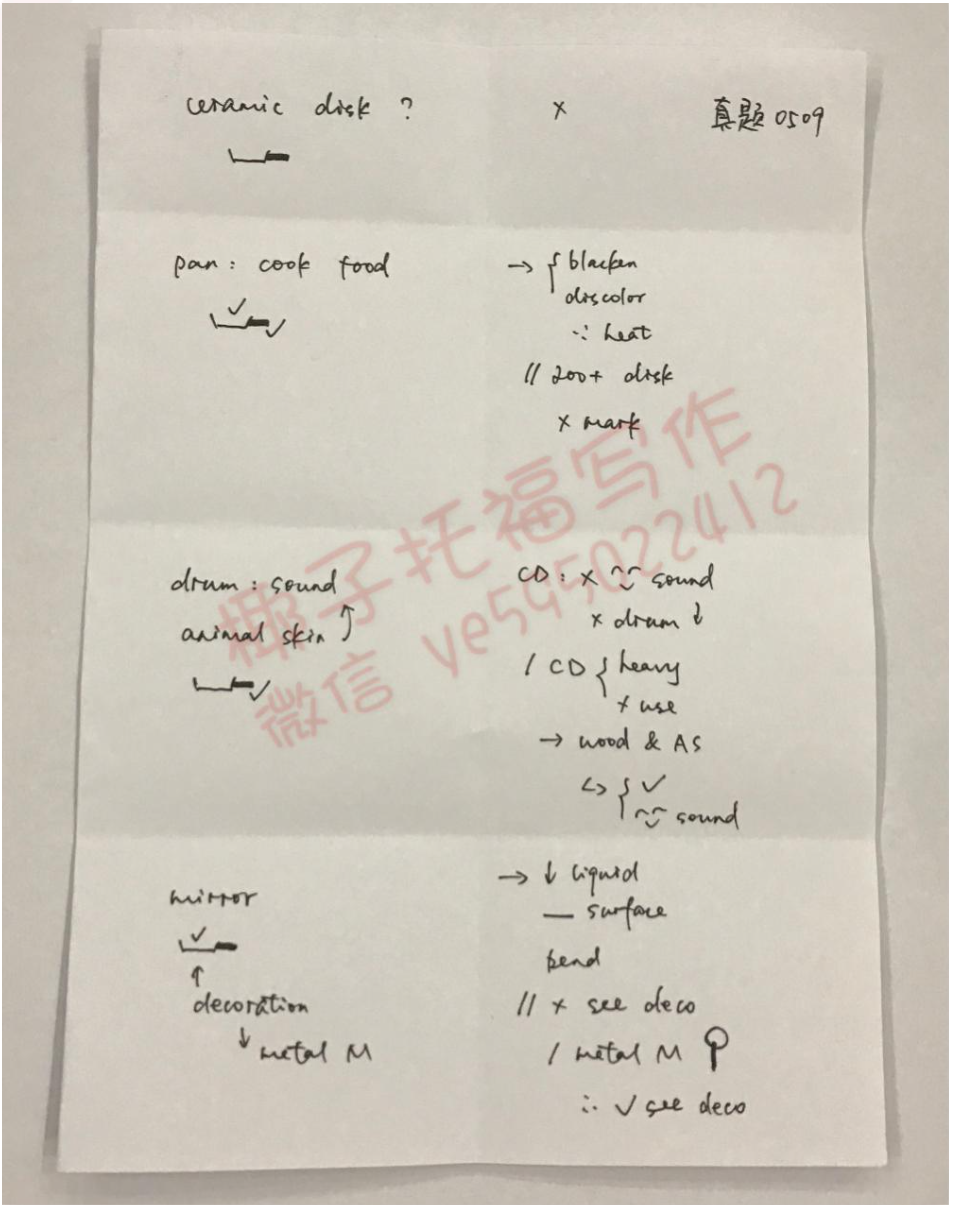 ceramic disk ? × 真题 0509
pan : cook food
→ { blacken
discolor
∵ heat
// 200+ disk
× mark
drum : sound
animal skin
CD : × sound
× drum ↓
/ CD { heavy
× use
→ wood & AS
↳ { ✓
sound
mirror
✓
↑
decoration
↓ metal M
→ ↓ liquid
— surface
bend
// × see deco
/ metal M
∴ ✓ see deco
椰子托福写作
微信 ye595022412